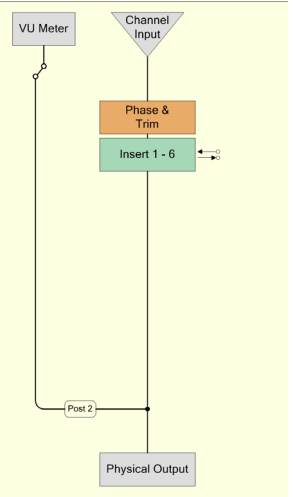 VU Meter
Channel
Input
Phase &
Trim
Insert 1 - 6
Post 2
Physical Output